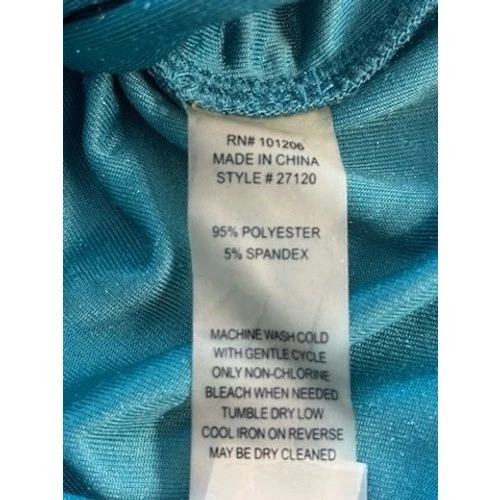 RN# 101206
MADE IN CHINA
STYLE # 27120
95% POLYESTER
5% SPANDEX
MACHINE WASH COLD
WITH GENTLE CYCLE
ONLY NON-CHLORINE
BLEACH WHEN NEEDED
TUMBLE DRY LOW
COOL IRON ON REVERSE
MAY BE DRY CLEANED